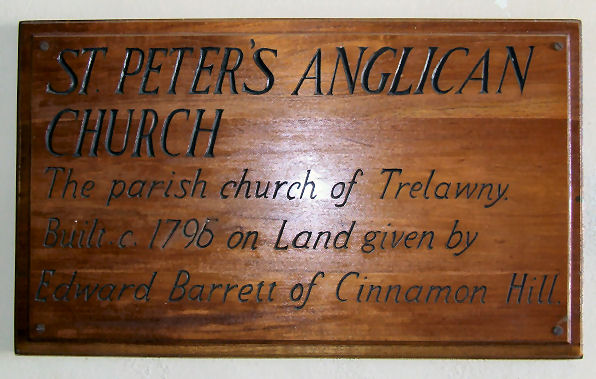 ST. PETER'S ANGLICAN
CHURCH
The parish church of Trelawny.
Built c. 1795 on Land given by
Edward Barrett of Cinnamon Hill.